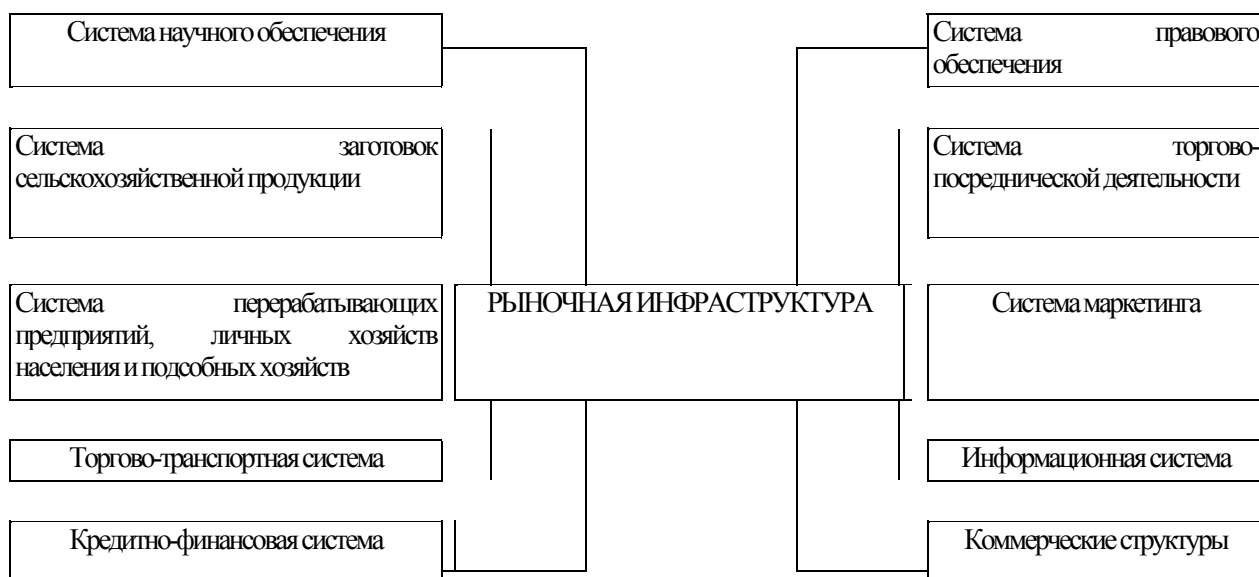 Система научного обеспечения
Система правового
обеспечения
Система заготовок
сельскохозяйственной продукции
Система торгово-
посреднической деятельности
Система перерабатывающих
предприятий, личных хозяйств
населения и подсобных хозяйств
РЫНОЧНАЯ ИНФРАСТРУКТУРА
Система маркетинга
Торгово-транспортная система
Информационная система
Кредитно-финансовая система
Коммерческие структуры